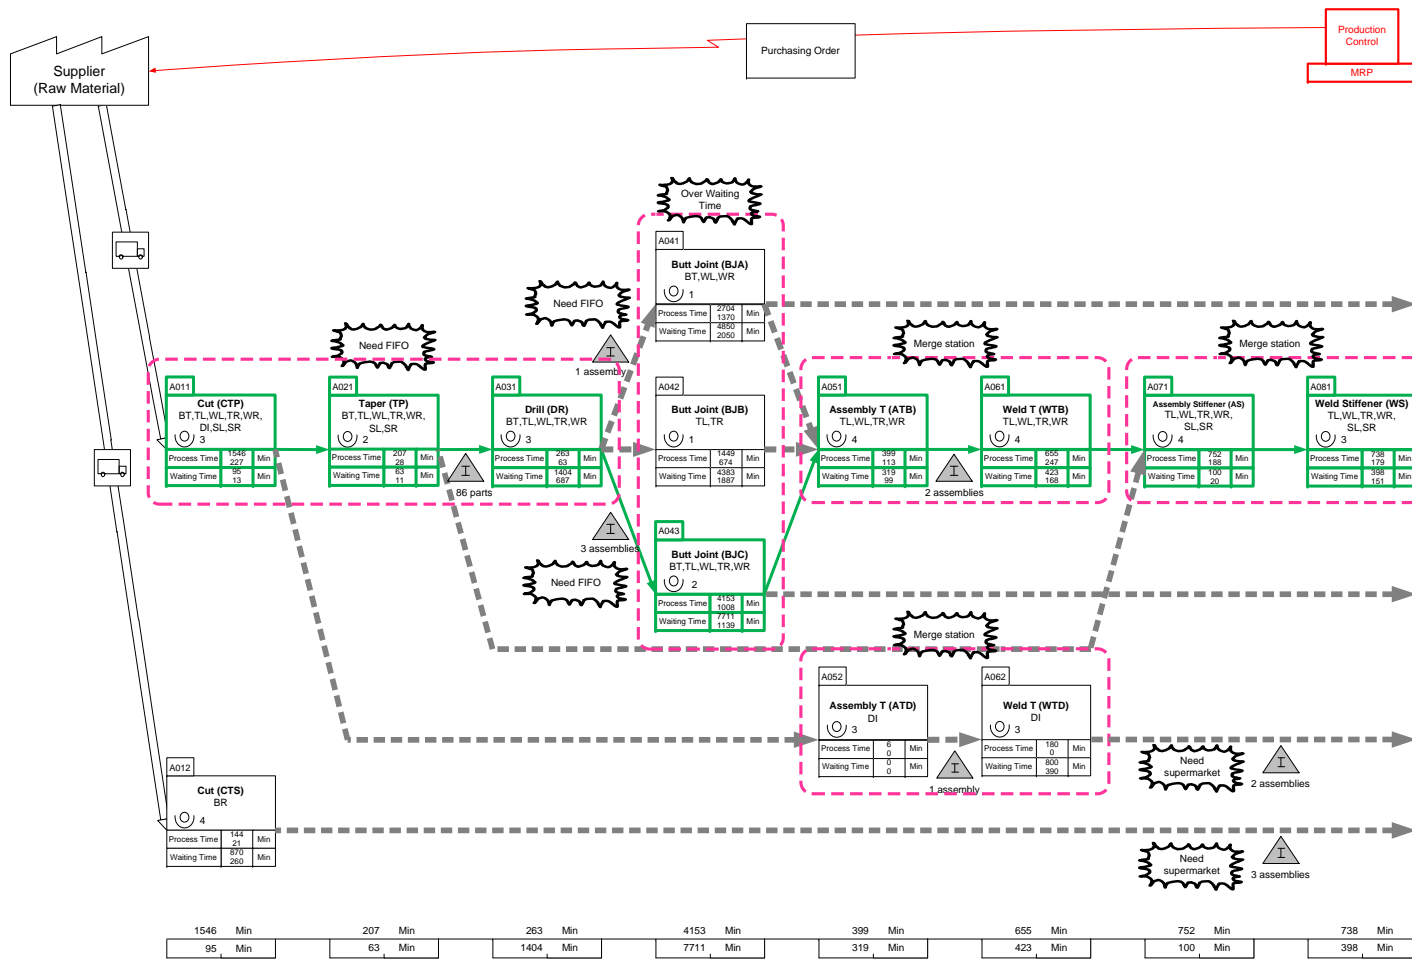 Supplier
(Raw Material)
Purchasing Order
Production
Control
MRP
Over Waiting
Time
A041
Butt Joint (BJA)
BT,WL,WR
1
Process Time 2704 1370 Min
Waiting Time 4850 2050 Min
Need FIFO
1 assembly
Need FIFO
Merge station
Merge station
A011
Cut (CTP)
BT,TL,WL,TR,WR,
DI,SL,SR
3
Process Time 1546 227 Min
Waiting Time 95 13 Min
A021
Taper (TP)
BT,TL,WL,TR,WR,
SL,SR
2
Process Time 207 28 Min
Waiting Time 63 11 Min
86 parts
A031
Drill (DR)
BT,TL,WL,TR,WR
3
Process Time 263 63 Min
Waiting Time 1404 687 Min
A042
Butt Joint (BJB)
TL,TR
1
Process Time 1449 674 Min
Waiting Time 4383 1887 Min
A051
Assembly T (ATB)
TL,WL,TR,WR
4
Process Time 399 113 Min
Waiting Time 319 99 Min
2 assemblies
A061
Weld T (WTB)
TL,WL,TR,WR
4
Process Time 655 247 Min
Waiting Time 423 168 Min
A071
Assembly Stiffener (AS)
TL,WL,TR,WR,
SL,SR
4
Process Time 752 188 Min
Waiting Time 100 20 Min
A081
Weld Stiffener (WS)
TL,WL,TR,WR,
SL,SR
3
Process Time 738 179 Min
Waiting Time 398 151 Min
3 assemblies
Need FIFO
A043
Butt Joint (BJC)
BT,TL,WL,TR,WR
2
Process Time 4153 1008 Min
Waiting Time 7711 1139 Min
Merge station
A052
Assembly T (ATD)
DI
3
Process Time 6 0 Min
Waiting Time 0 0 Min
1 assembly
A062
Weld T (WTD)
DI
3
Process Time 180 0 Min
Waiting Time 800 390 Min
Need
supermarket
2 assemblies
A012
Cut (CTS)
BR
4
Process Time 144 21 Min
Waiting Time 870 260 Min
Need
supermarket
3 assemblies
1546 Min 207 Min 263 Min 4153 Min 399 Min 655 Min 752 Min 738 Min
95 Min 63 Min 1404 Min 7711 Min 319 Min 423 Min 100 Min 398 Min